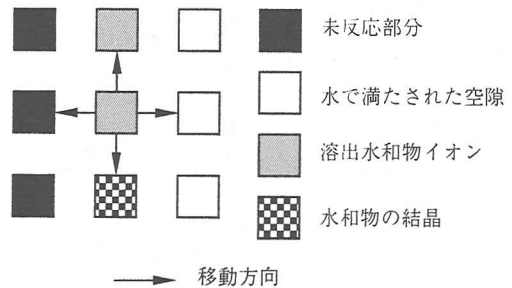 未反応部分
水で満たされた空隙
溶出水和物イオン
水和物の結晶
移動方向